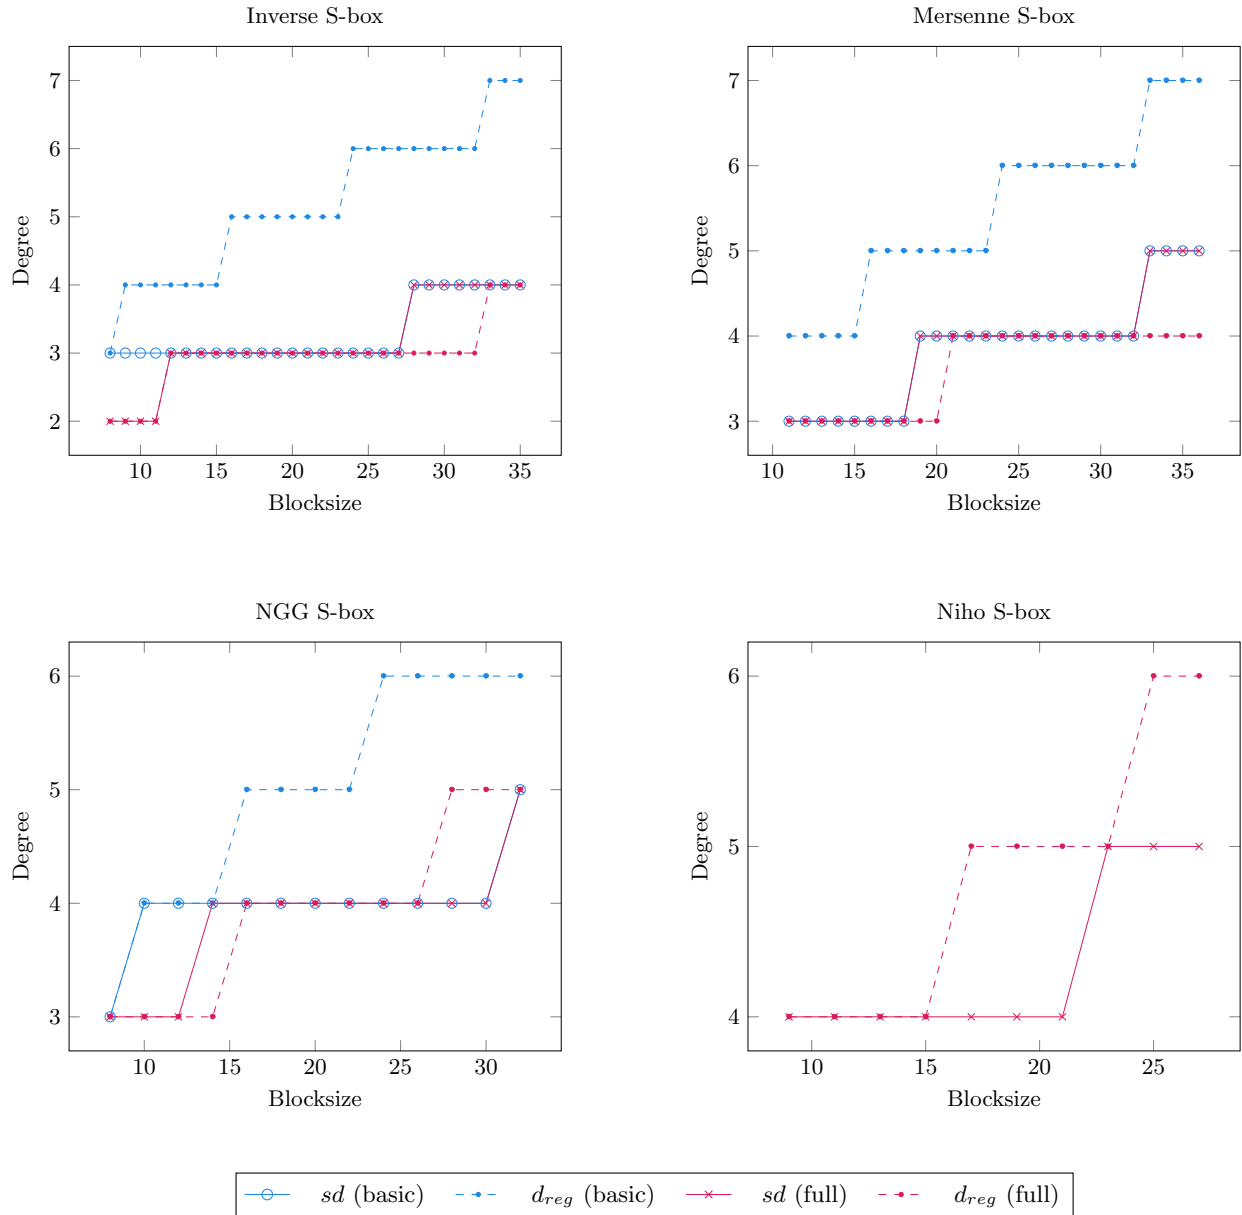 Inverse S-box
7
6
5
4
3
2
Degree
10 15 20 25 30 35
Blocksize
Mersenne S-box
7
6
5
4
3
Degree
10 15 20 25 30 35
Blocksize
NGG S-box
6
5
4
3
Degree
10 15 20 25 30
Blocksize
Niho S-box
6
5
4
Degree
10 15 20 25
Blocksize
sd (basic) d_reg (basic) sd (full) d_reg (full)